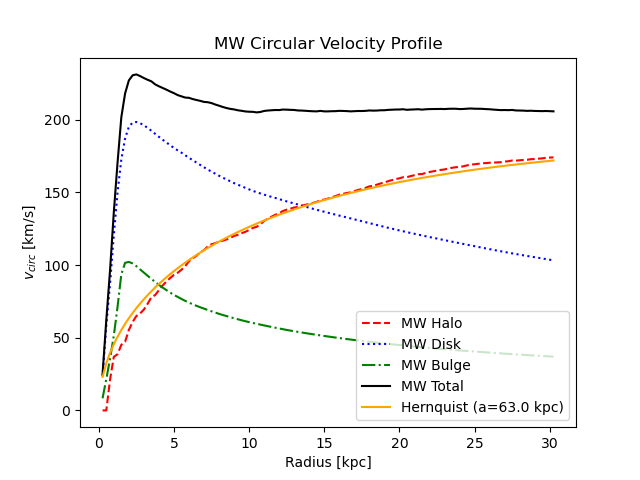 MW Circular Velocity Profile
200
150
100
50
0
v_circ [km/s]
MW Halo
MW Disk
MW Bulge
MW Total
Hernquist (a=63.0 kpc)
0 5 10 15 20 25 30
Radius [kpc]